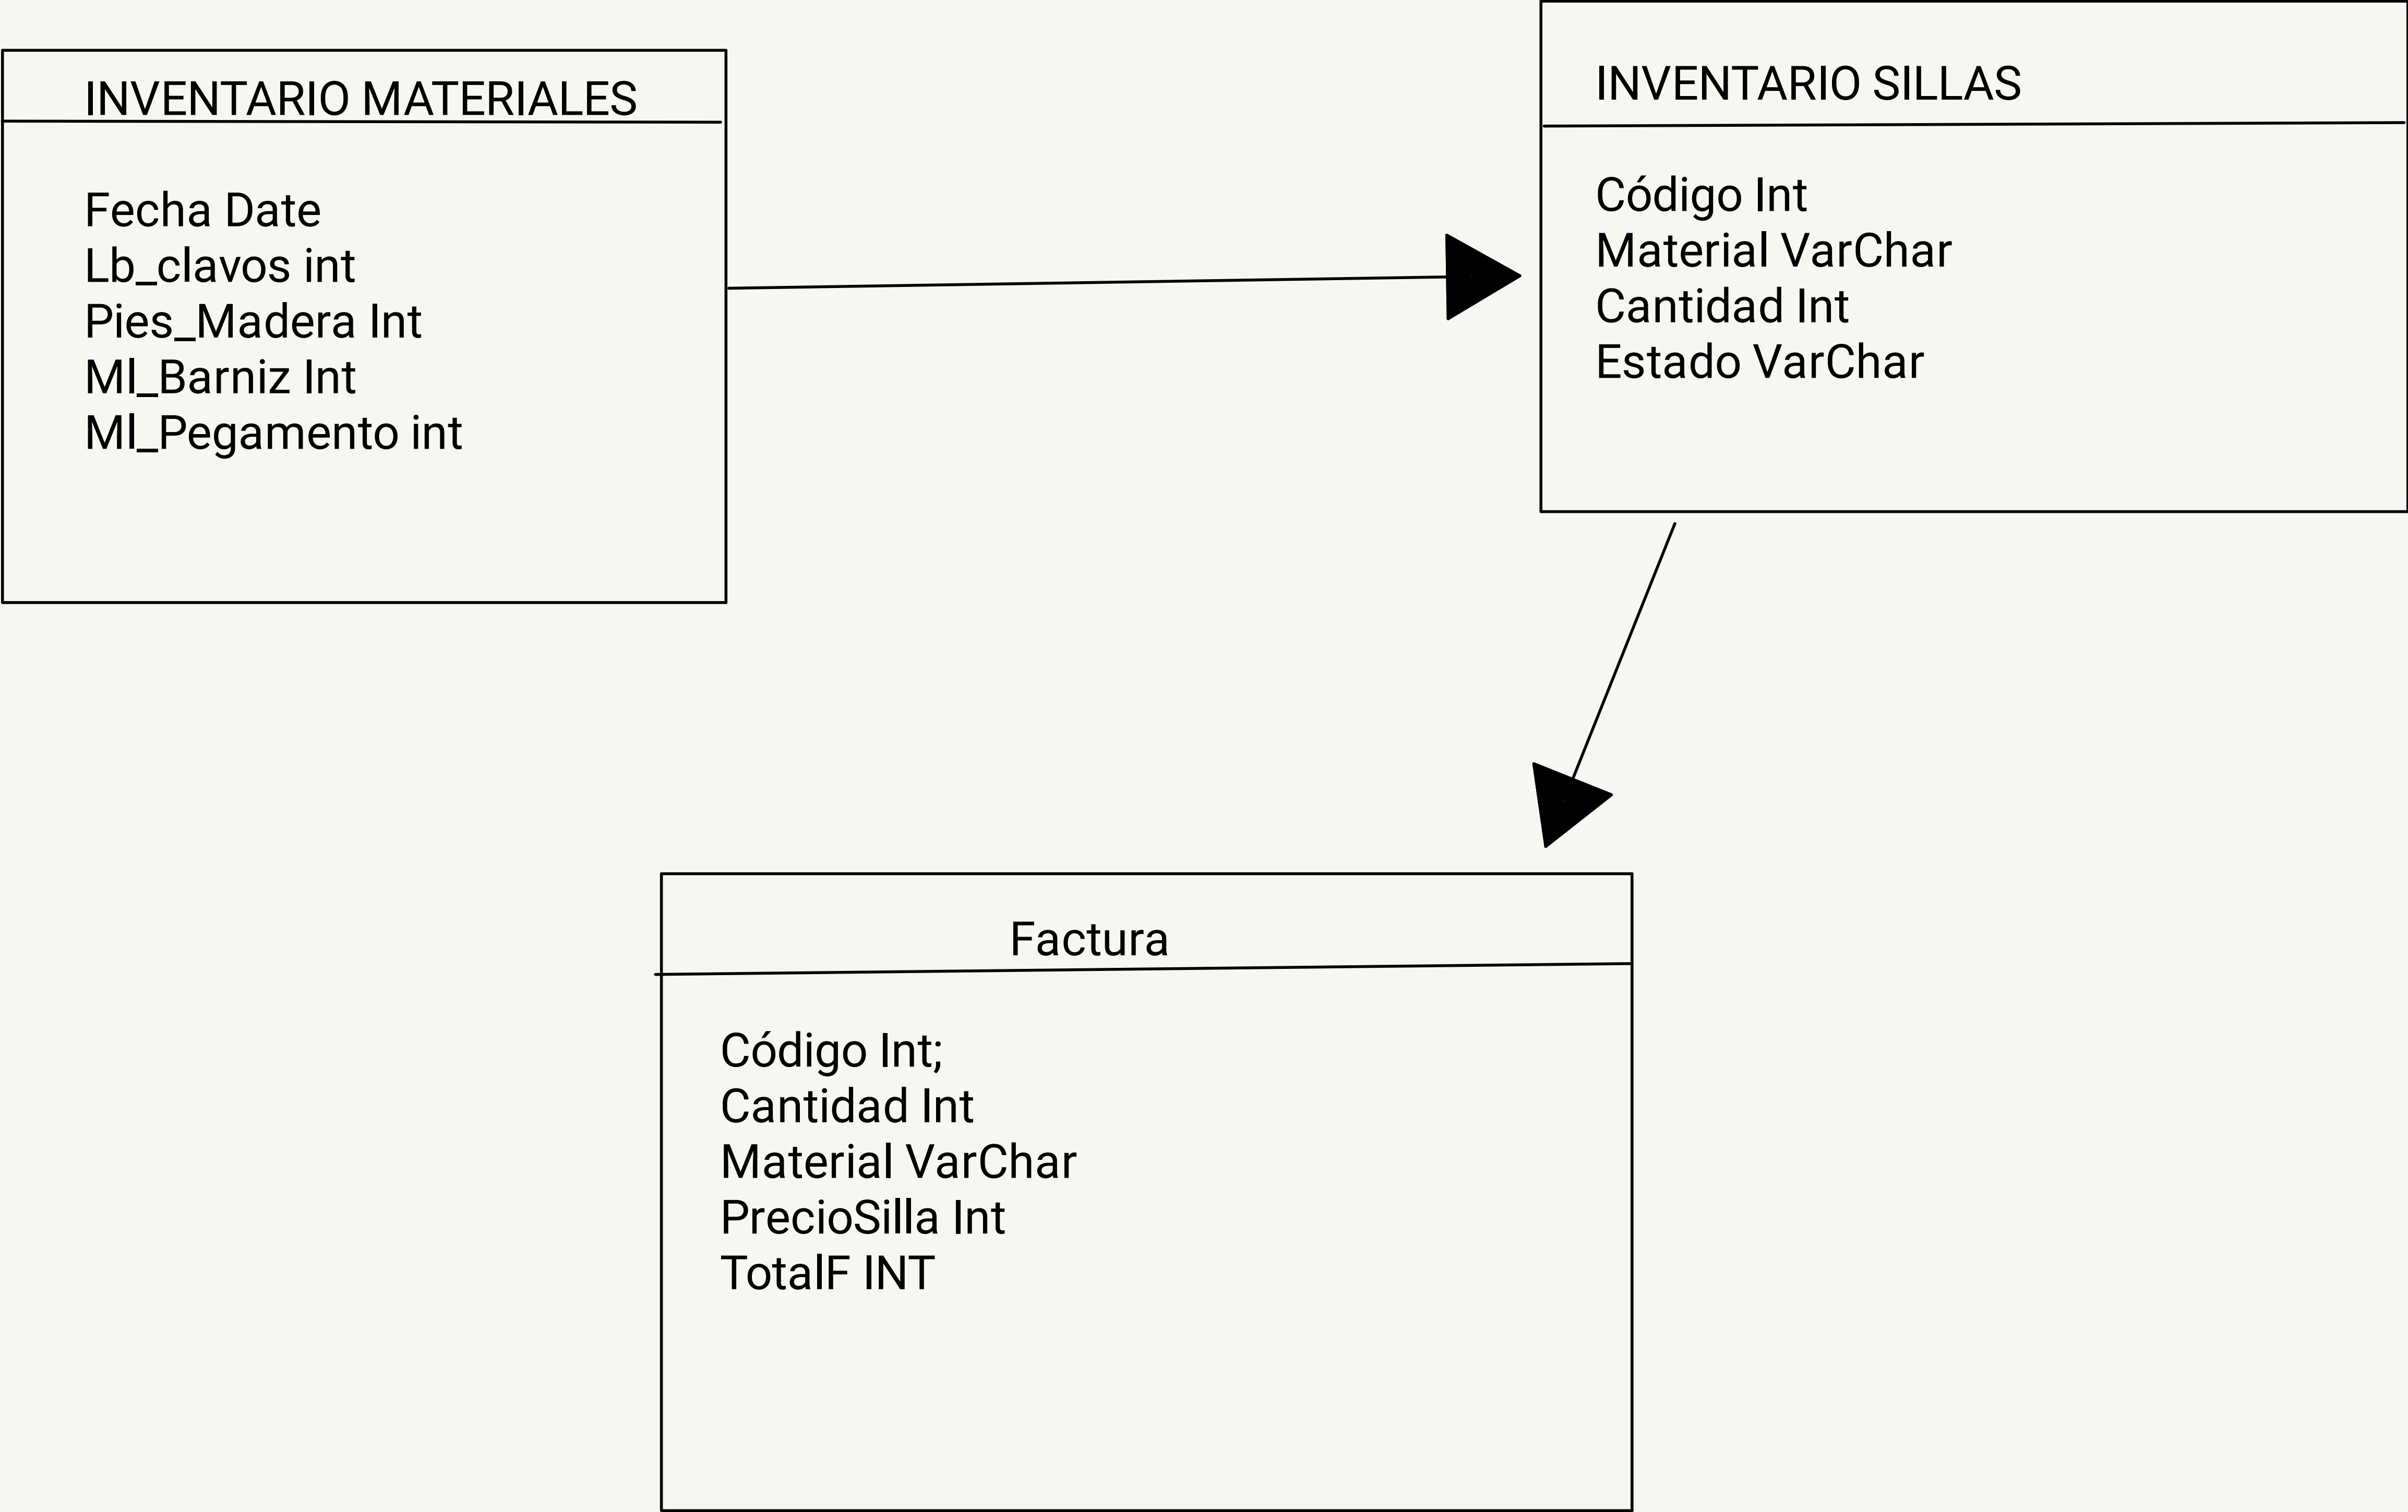 INVENTARIO MATERIALES
Fecha Date
Lb_clavos int
Pies_Madera Int
Ml_Barniz Int
Ml_Pegamento int
INVENTARIO SILLAS
Código Int
Material VarChar
Cantidad Int
Estado VarChar
Factura
Código Int;
Cantidad Int
Material VarChar
PrecioSilla Int
TotalF INT